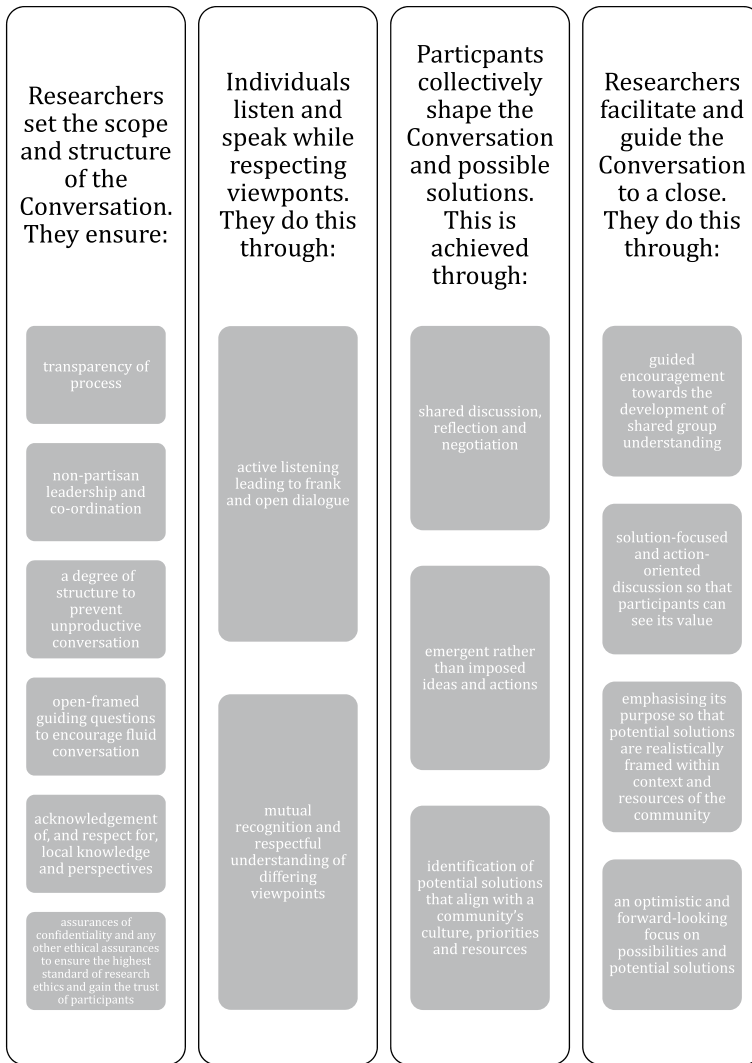 Researchers
set the scope
and structure
of the
Conversation.
They ensure:
transparency of
process
non-partisan
leadership and
co-ordination
a degree of
structure to
prevent
unproductive
conversation
open-framed
guiding questions
to encourage fluid
conversation
acknowledgement
of, and respect for,
local knowledge
and perspectives
assurances of
confidentiality and any
other ethical assurances
to ensure the highest
standard of research
ethics and gain the trust
of participants
Individuals
listen and
speak while
respecting
viewponts.
They do this
through:
active listening
leading to frank
and open dialogue
mutual
recognition and
respectful
understanding of
differing
viewpoints
Particpants
collectively
shape the
Conversation
and possible
solutions.
This is
achieved
through:
shared discussion,
reflection and
negotiation
emergent rather
than imposed
ideas and actions
identification of
potential solutions
that align with a
community's
culture, priorities
and resources
Researchers
facilitate and
guide the
Conversation
to a close.
They do this
through:
guided
encouragement
towards the
development of
shared group
understanding
solution-focused
and action-
oriented
discussion so that
participants can
see its value
emphasising its
purpose so that
potential solutions
are realistically
framed within
context and
resources of the
community
an optimistic and
forward-looking
focus on
possibilities and
potential solutions